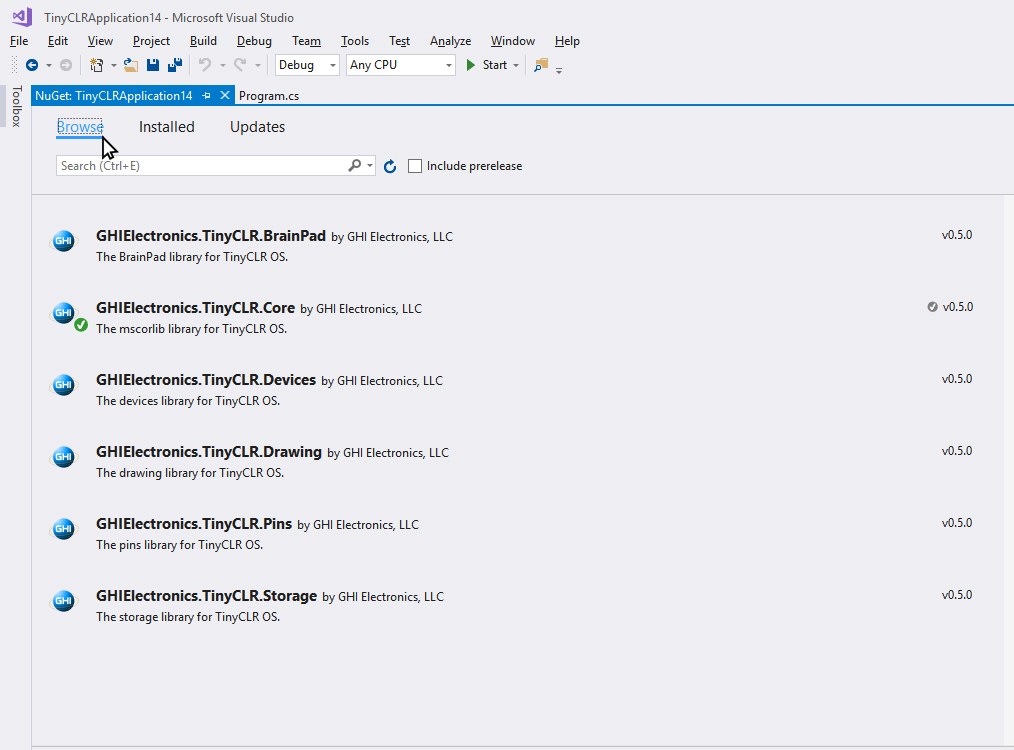 TinyCLRApplication14 - Microsoft Visual Studio
File Edit View Project Build Debug Team Tools Test Analyze Window Help
Debug Any CPU Start
Toolbox
NuGet: TinyCLRApplication14 Program.cs
Browse Installed Updates
Search (Ctrl+E) Include prerelease
GHI GHIElectronics.TinyCLR.BrainPad by GHI Electronics, LLC v0.5.0
The BrainPad library for TinyCLR OS.
GHI GHIElectronics.TinyCLR.Core by GHI Electronics, LLC v0.5.0
The mscorlib library for TinyCLR OS.
GHI GHIElectronics.TinyCLR.Devices by GHI Electronics, LLC v0.5.0
The devices library for TinyCLR OS.
GHI GHIElectronics.TinyCLR.Drawing by GHI Electronics, LLC v0.5.0
The drawing library for TinyCLR OS.
GHI GHIElectronics.TinyCLR.Pins by GHI Electronics, LLC v0.5.0
The pins library for TinyCLR OS.
GHI GHIElectronics.TinyCLR.Storage by GHI Electronics, LLC v0.5.0
The storage library for TinyCLR OS.